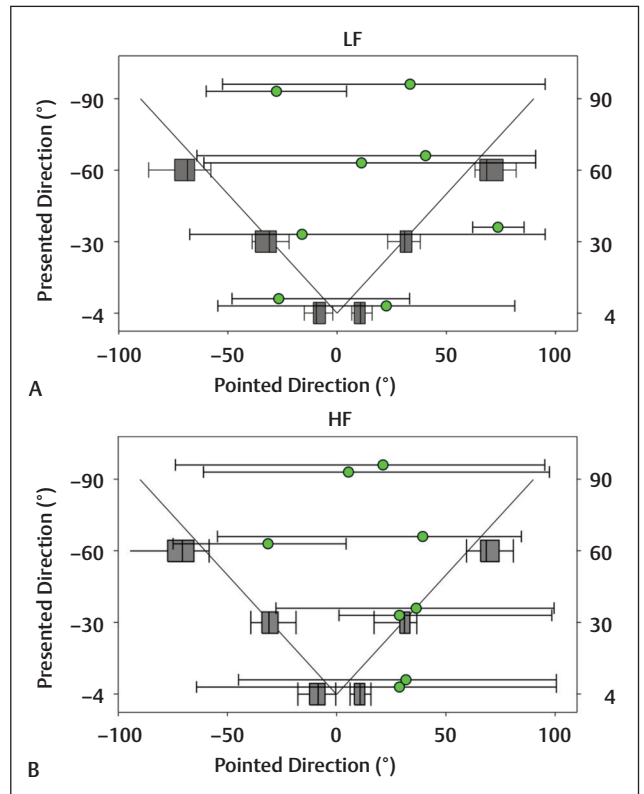 LF
Presented Direction (°)
−90 90
−60 60
−30 30
−4 4
−100 −50 0 50 100
Pointed Direction (°)
A
HF
Presented Direction (°)
−90 90
−60 60
−30 30
−4 4
−100 −50 0 50 100
Pointed Direction (°)
B